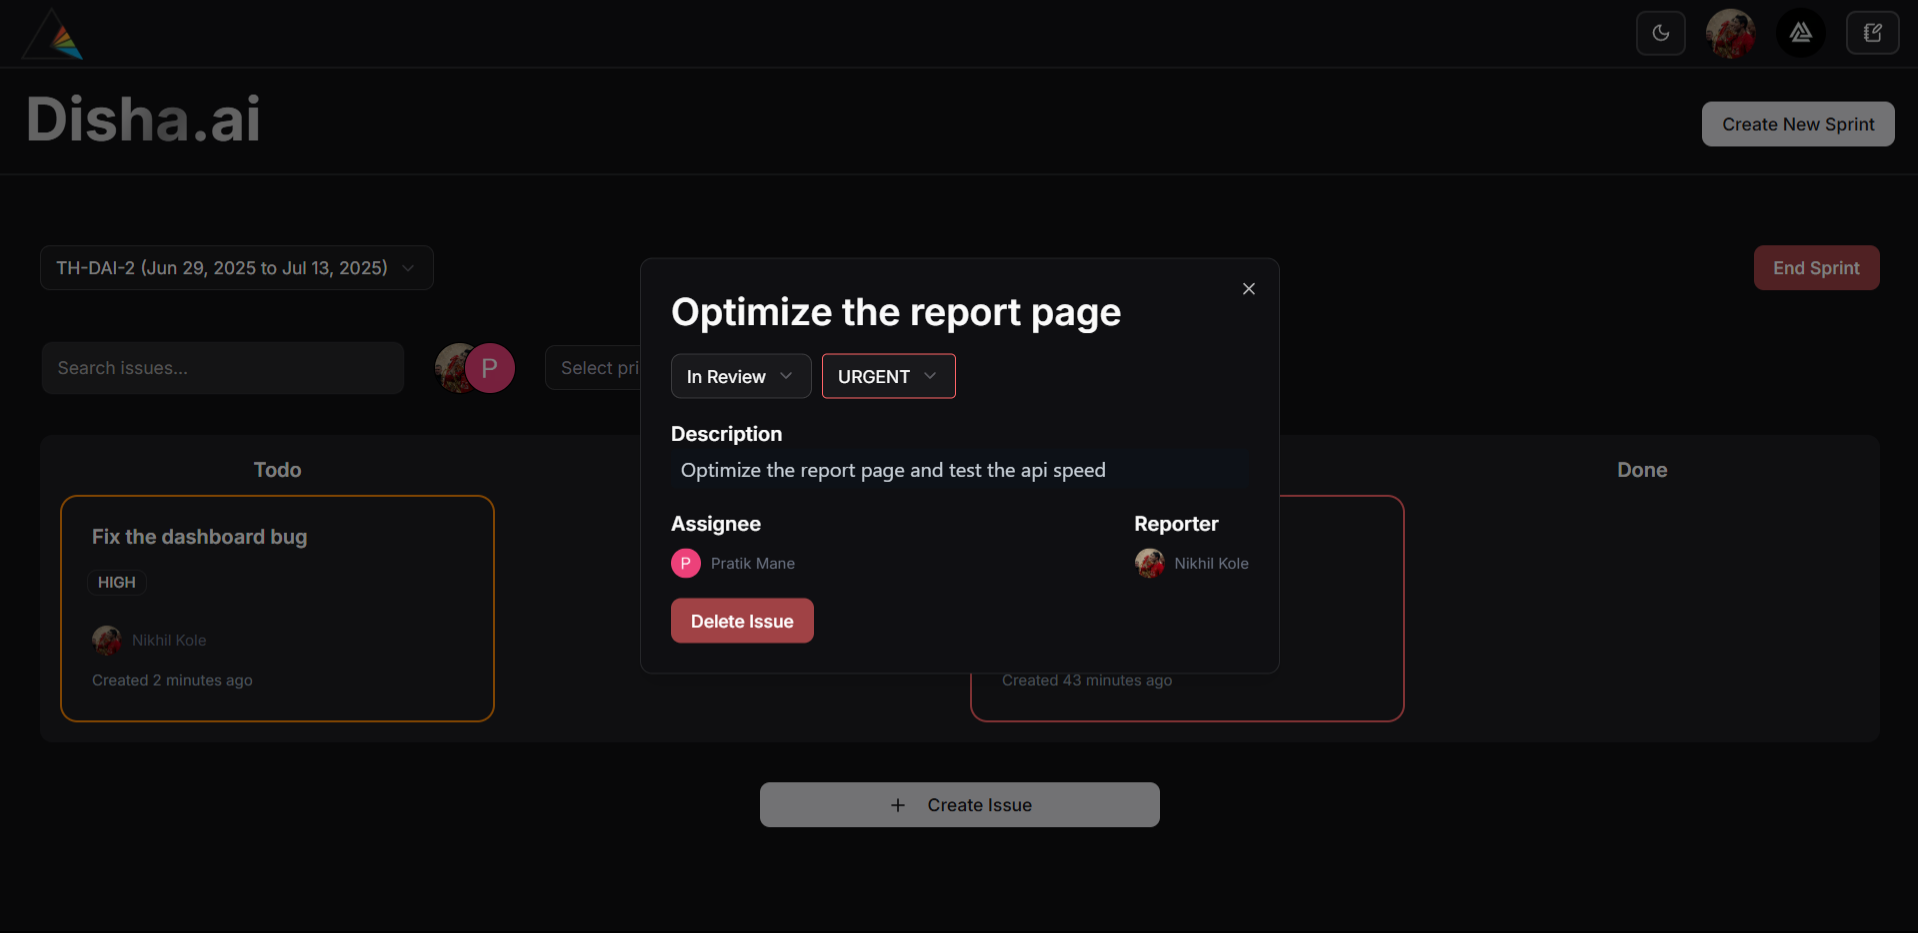 Disha.ai
Create New Sprint
TH-DAI-2 (Jun 29, 2025 to Jul 13, 2025)
End Sprint
Search issues...
P
Select pri
Optimize the report page
In Review
URGENT
Description
Optimize the report page and test the api speed
Assignee
Reporter
P Pratik Mane
Nikhil Kole
Delete Issue
Todo
Done
Fix the dashboard bug
HIGH
Nikhil Kole
Created 2 minutes ago
Created 43 minutes ago
+ Create Issue